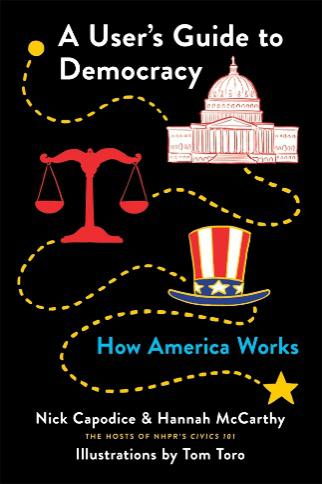 A User's Guide to
Democracy
How America Works
Nick Capodice & Hannah McCarthy
THE HOSTS OF NHPR'S CIVICS 101
Illustrations by Tom Toro